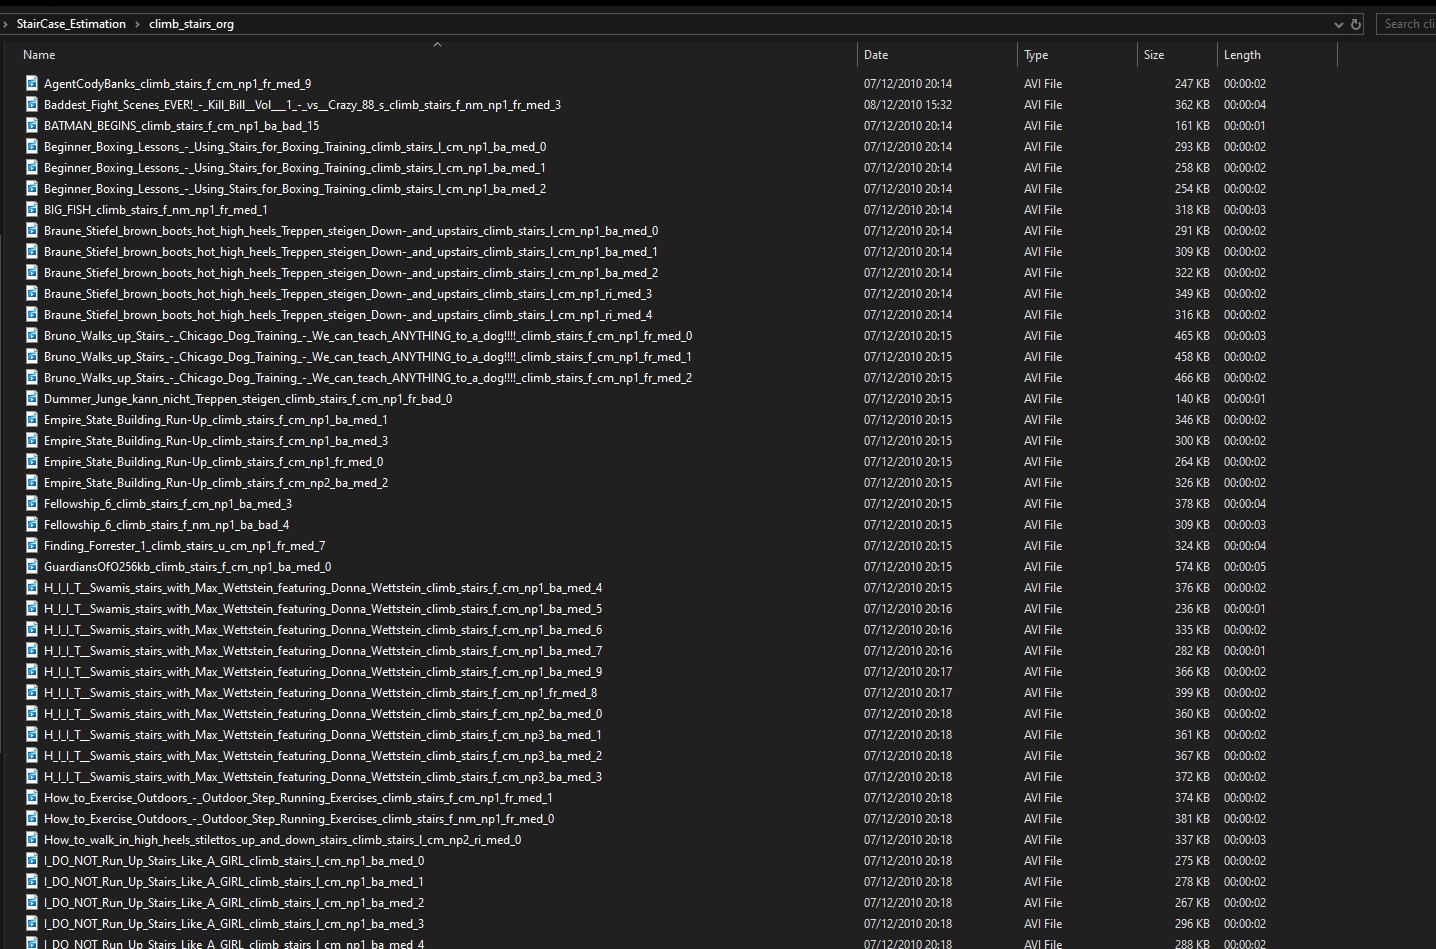 StairCase_Estimation > climb_stairs_org Search cli
Name Date Type Size Length
AgentCodyBanks_climb_stairs_f_cm_np1_fr_med_9 07/12/2010 20:14 AVI File 247 KB 00:00:02
Baddest_Fight_Scenes_EVER!_-_Kill_Bill__Vol___1_-_vs__Crazy_88_s_climb_stairs_f_nm_np1_fr_med_3 08/12/2010 15:32 AVI File 362 KB 00:00:04
BATMAN_BEGINS_climb_stairs_f_cm_np1_ba_bad_15 07/12/2010 20:14 AVI File 161 KB 00:00:01
Beginner_Boxing_Lessons_-_Using_Stairs_for_Boxing_Training_climb_stairs_l_cm_np1_ba_med_0 07/12/2010 20:14 AVI File 293 KB 00:00:02
Beginner_Boxing_Lessons_-_Using_Stairs_for_Boxing_Training_climb_stairs_l_cm_np1_ba_med_1 07/12/2010 20:14 AVI File 258 KB 00:00:02
Beginner_Boxing_Lessons_-_Using_Stairs_for_Boxing_Training_climb_stairs_l_cm_np1_ba_med_2 07/12/2010 20:14 AVI File 254 KB 00:00:02
BIG_FISH_climb_stairs_f_nm_np1_fr_med_1 07/12/2010 20:14 AVI File 318 KB 00:00:03
Braune_Stiefel_brown_boots_hot_high_heels_Treppen_steigen_Down-_and_upstairs_climb_stairs_l_cm_np1_ba_med_0 07/12/2010 20:14 AVI File 291 KB 00:00:02
Braune_Stiefel_brown_boots_hot_high_heels_Treppen_steigen_Down-_and_upstairs_climb_stairs_l_cm_np1_ba_med_1 07/12/2010 20:14 AVI File 309 KB 00:00:02
Braune_Stiefel_brown_boots_hot_high_heels_Treppen_steigen_Down-_and_upstairs_climb_stairs_l_cm_np1_ba_med_2 07/12/2010 20:14 AVI File 322 KB 00:00:02
Braune_Stiefel_brown_boots_hot_high_heels_Treppen_steigen_Down-_and_upstairs_climb_stairs_l_cm_np1_ri_med_3 07/12/2010 20:14 AVI File 349 KB 00:00:02
Braune_Stiefel_brown_boots_hot_high_heels_Treppen_steigen_Down-_and_upstairs_climb_stairs_l_cm_np1_ri_med_4 07/12/2010 20:14 AVI File 316 KB 00:00:02
Bruno_Walks_up_Stairs_-_Chicago_Dog_Training_-_We_can_teach_ANYTHING_to_a_dog!!!!_climb_stairs_f_cm_np1_fr_med_0 07/12/2010 20:15 AVI File 465 KB 00:00:03
Bruno_Walks_up_Stairs_-_Chicago_Dog_Training_-_We_can_teach_ANYTHING_to_a_dog!!!!_climb_stairs_f_cm_np1_fr_med_1 07/12/2010 20:15 AVI File 458 KB 00:00:02
Bruno_Walks_up_Stairs_-_Chicago_Dog_Training_-_We_can_teach_ANYTHING_to_a_dog!!!!_climb_stairs_f_cm_np1_fr_med_2 07/12/2010 20:15 AVI File 466 KB 00:00:02
Dummer_Junge_kann_nicht_Treppen_steigen_climb_stairs_f_cm_np1_fr_bad_0 07/12/2010 20:15 AVI File 140 KB 00:00:01
Empire_State_Building_Run-Up_climb_stairs_f_cm_np1_ba_med_1 07/12/2010 20:15 AVI File 346 KB 00:00:02
Empire_State_Building_Run-Up_climb_stairs_f_cm_np1_ba_med_3 07/12/2010 20:15 AVI File 300 KB 00:00:02
Empire_State_Building_Run-Up_climb_stairs_f_cm_np1_fr_med_0 07/12/2010 20:15 AVI File 264 KB 00:00:02
Empire_State_Building_Run-Up_climb_stairs_f_cm_np2_ba_med_2 07/12/2010 20:15 AVI File 326 KB 00:00:02
Fellowship_6_climb_stairs_f_cm_np1_ba_med_3 07/12/2010 20:15 AVI File 378 KB 00:00:04
Fellowship_6_climb_stairs_f_nm_np1_ba_bad_4 07/12/2010 20:15 AVI File 309 KB 00:00:03
Finding_Forrester_1_climb_stairs_u_cm_np1_fr_med_7 07/12/2010 20:15 AVI File 324 KB 00:00:04
GuardiansOfO256kb_climb_stairs_f_cm_np1_ba_med_0 07/12/2010 20:15 AVI File 574 KB 00:00:05
H_I_I_T__Swamis_stairs_with_Max_Wettstein_featuring_Donna_Wettstein_climb_stairs_f_cm_np1_ba_med_4 07/12/2010 20:15 AVI File 376 KB 00:00:02
H_I_I_T__Swamis_stairs_with_Max_Wettstein_featuring_Donna_Wettstein_climb_stairs_f_cm_np1_ba_med_5 07/12/2010 20:16 AVI File 236 KB 00:00:01
H_I_I_T__Swamis_stairs_with_Max_Wettstein_featuring_Donna_Wettstein_climb_stairs_f_cm_np1_ba_med_6 07/12/2010 20:16 AVI File 335 KB 00:00:02
H_I_I_T__Swamis_stairs_with_Max_Wettstein_featuring_Donna_Wettstein_climb_stairs_f_cm_np1_ba_med_7 07/12/2010 20:16 AVI File 282 KB 00:00:01
H_I_I_T__Swamis_stairs_with_Max_Wettstein_featuring_Donna_Wettstein_climb_stairs_f_cm_np1_ba_med_9 07/12/2010 20:17 AVI File 366 KB 00:00:02
H_I_I_T__Swamis_stairs_with_Max_Wettstein_featuring_Donna_Wettstein_climb_stairs_f_cm_np1_fr_med_8 07/12/2010 20:17 AVI File 399 KB 00:00:02
H_I_I_T__Swamis_stairs_with_Max_Wettstein_featuring_Donna_Wettstein_climb_stairs_f_cm_np2_ba_med_0 07/12/2010 20:18 AVI File 360 KB 00:00:02
H_I_I_T__Swamis_stairs_with_Max_Wettstein_featuring_Donna_Wettstein_climb_stairs_f_cm_np3_ba_med_1 07/12/2010 20:18 AVI File 361 KB 00:00:02
H_I_I_T__Swamis_stairs_with_Max_Wettstein_featuring_Donna_Wettstein_climb_stairs_f_cm_np3_ba_med_2 07/12/2010 20:18 AVI File 367 KB 00:00:02
H_I_I_T__Swamis_stairs_with_Max_Wettstein_featuring_Donna_Wettstein_climb_stairs_f_cm_np3_ba_med_3 07/12/2010 20:18 AVI File 372 KB 00:00:02
How_to_Exercise_Outdoors_-_Outdoor_Step_Running_Exercises_climb_stairs_f_cm_np1_fr_med_1 07/12/2010 20:18 AVI File 374 KB 00:00:02
How_to_Exercise_Outdoors_-_Outdoor_Step_Running_Exercises_climb_stairs_f_nm_np1_fr_med_0 07/12/2010 20:18 AVI File 381 KB 00:00:02
How_to_walk_in_high_heels_stilettos_up_and_down_stairs_climb_stairs_l_cm_np2_ri_med_0 07/12/2010 20:18 AVI File 337 KB 00:00:03
I_DO_NOT_Run_Up_Stairs_Like_A_GIRL_climb_stairs_l_cm_np1_ba_med_0 07/12/2010 20:18 AVI File 275 KB 00:00:02
I_DO_NOT_Run_Up_Stairs_Like_A_GIRL_climb_stairs_l_cm_np1_ba_med_1 07/12/2010 20:18 AVI File 278 KB 00:00:02
I_DO_NOT_Run_Up_Stairs_Like_A_GIRL_climb_stairs_l_cm_np1_ba_med_2 07/12/2010 20:18 AVI File 267 KB 00:00:02
I_DO_NOT_Run_Up_Stairs_Like_A_GIRL_climb_stairs_l_cm_np1_ba_med_3 07/12/2010 20:18 AVI File 296 KB 00:00:02
I_DO_NOT_Run_Up_Stairs_Like_A_GIRL_climb_stairs_l_cm_np1_ba_med_4 07/12/2010 20:18 AVI File 288 KB 00:00:02